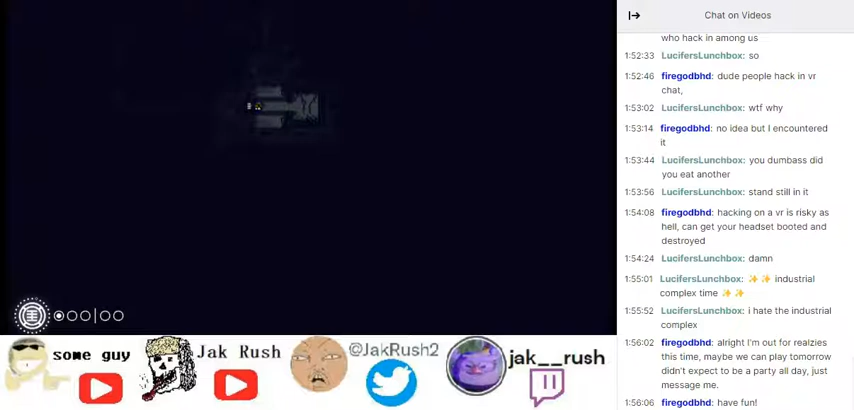 Chat on Videos
who hack in among us
1:52:33 LucifersLunchbox: so
1:52:46 firegodbhd: dude people hack in vr
chat,
1:53:02 LucifersLunchbox: wtf why
1:53:14 firegodbhd: no idea but I encountered
it
1:53:44 LucifersLunchbox: you dumbass did
you eat another
1:53:56 LucifersLunchbox: stand still in it
1:54:08 firegodbhd: hacking on a vr is risky as
hell, can get your headset booted and
destroyed
1:54:24 LucifersLunchbox: damn
1:55:01 LucifersLunchbox: ✨ ✨ industrial
complex time ✨ ✨
1:55:52 LucifersLunchbox: i hate the industrial
complex
1:56:02 firegodbhd: alright I'm out for realzies
this time, maybe we can play tomorrow
didn't expect to be a party all day, just
message me.
1:56:06 firegodbhd: have fun!
some guy
Jak Rush
@JakRush2
jak__rush